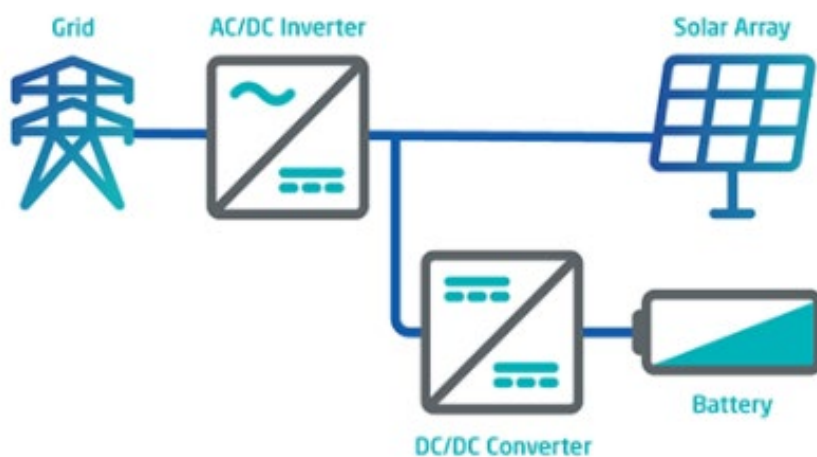 Grid
AC/DC Inverter
Solar Array
Battery
DC/DC Converter